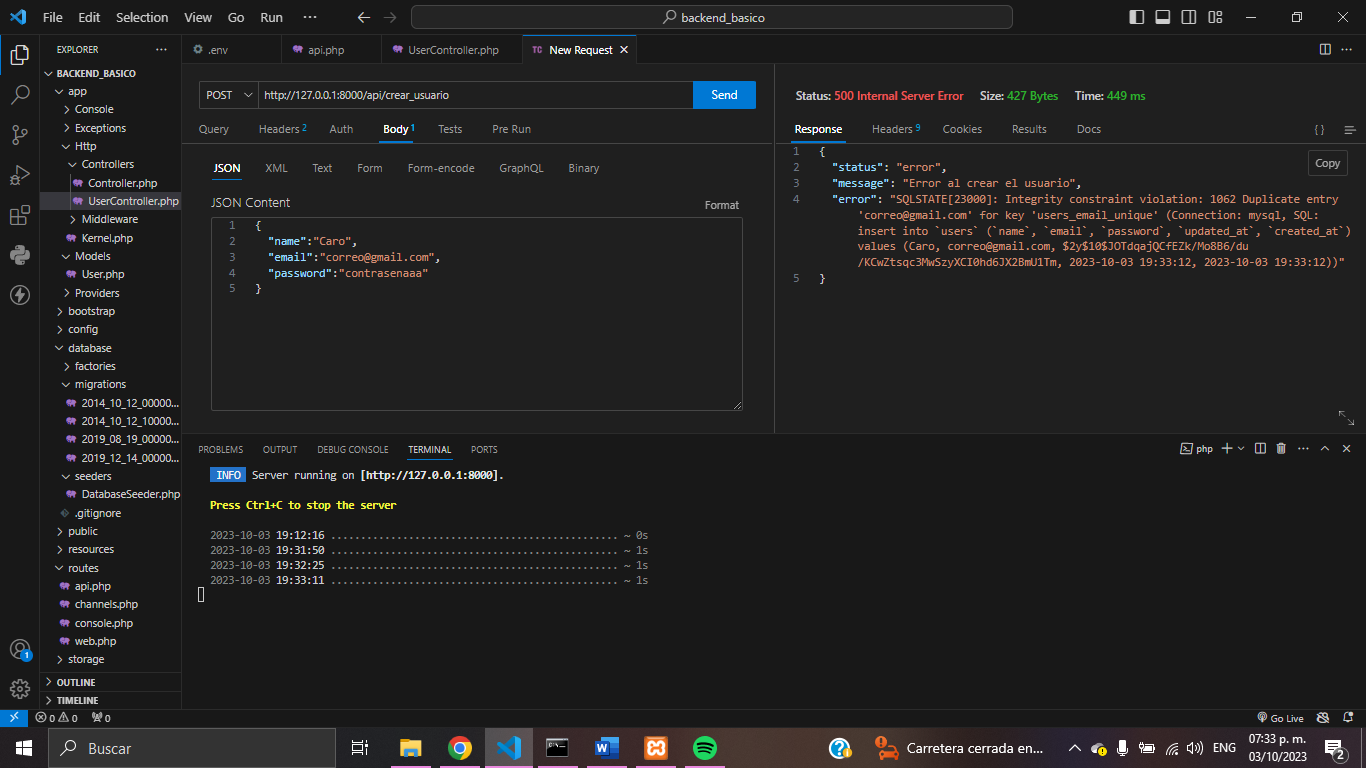 File Edit Selection View Go Run ··· backend_basico
EXPLORER ···
.env api.php UserController.php TC New Request
BACKEND_BASICO
app
Console
Exceptions
Http
Controllers
Controller.php
UserController.php
Middleware
Kernel.php
Models
User.php
Providers
bootstrap
config
database
factories
migrations
2014_10_12_00000...
2014_10_12_10000...
2019_08_19_00000...
2019_12_14_00000...
seeders
DatabaseSeeder.php
.gitignore
public
resources
routes
api.php
channels.php
console.php
web.php
storage
OUTLINE
TIMELINE
POST http://127.0.0.1:8000/api/crear_usuario Send
Query Headers 2 Auth Body 1 Tests Pre Run
JSON XML Text Form Form-encode GraphQL Binary
JSON Content Format
1 {
2 "name":"Caro",
3 "email":"correo@gmail.com",
4 "password":"contrasenaaa"
5 }
Status: 500 Internal Server Error Size: 427 Bytes Time: 449 ms
Response Headers 9 Cookies Results Docs { }
Copy
1 {
2 "status": "error",
3 "message": "Error al crear el usuario",
4 "error": "SQLSTATE[23000]: Integrity constraint violation: 1062 Duplicate entry
'correo@gmail.com' for key 'users_email_unique' (Connection: mysql, SQL:
insert into `users` (`name`, `email`, `password`, `updated_at`, `created_at`)
values (Caro, correo@gmail.com, $2y$10$JOTdqajQCfEZk/Mo8B6/du
/KCwZtsqc3MwSzyXCI0hd6JX2BmU1Tm, 2023-10-03 19:33:12, 2023-10-03 19:33:12))"
5 }
PROBLEMS OUTPUT DEBUG CONSOLE TERMINAL PORTS php
INFO Server running on [http://127.0.0.1:8000].
Press Ctrl+C to stop the server
2023-10-03 19:12:16 ................................................ ~ 0s
2023-10-03 19:31:50 ................................................ ~ 1s
2023-10-03 19:32:25 ................................................ ~ 1s
2023-10-03 19:33:11 ................................................ ~ 1s
1
0 0 0 Go Live
Buscar Carretera cerrada en... ENG 07:33 p. m.
03/10/2023 2